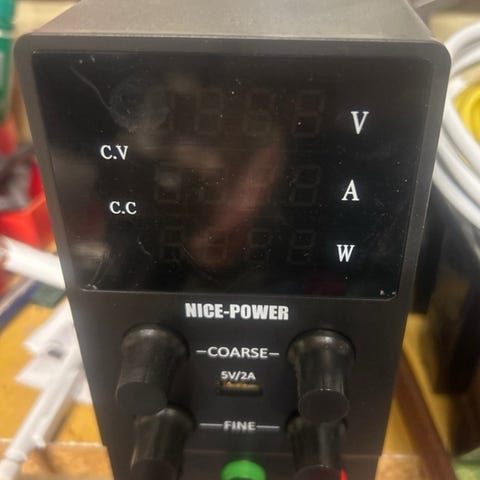 V
C.V
A
C.C
W
NICE-POWER
COARSE
5V/2A
FINE